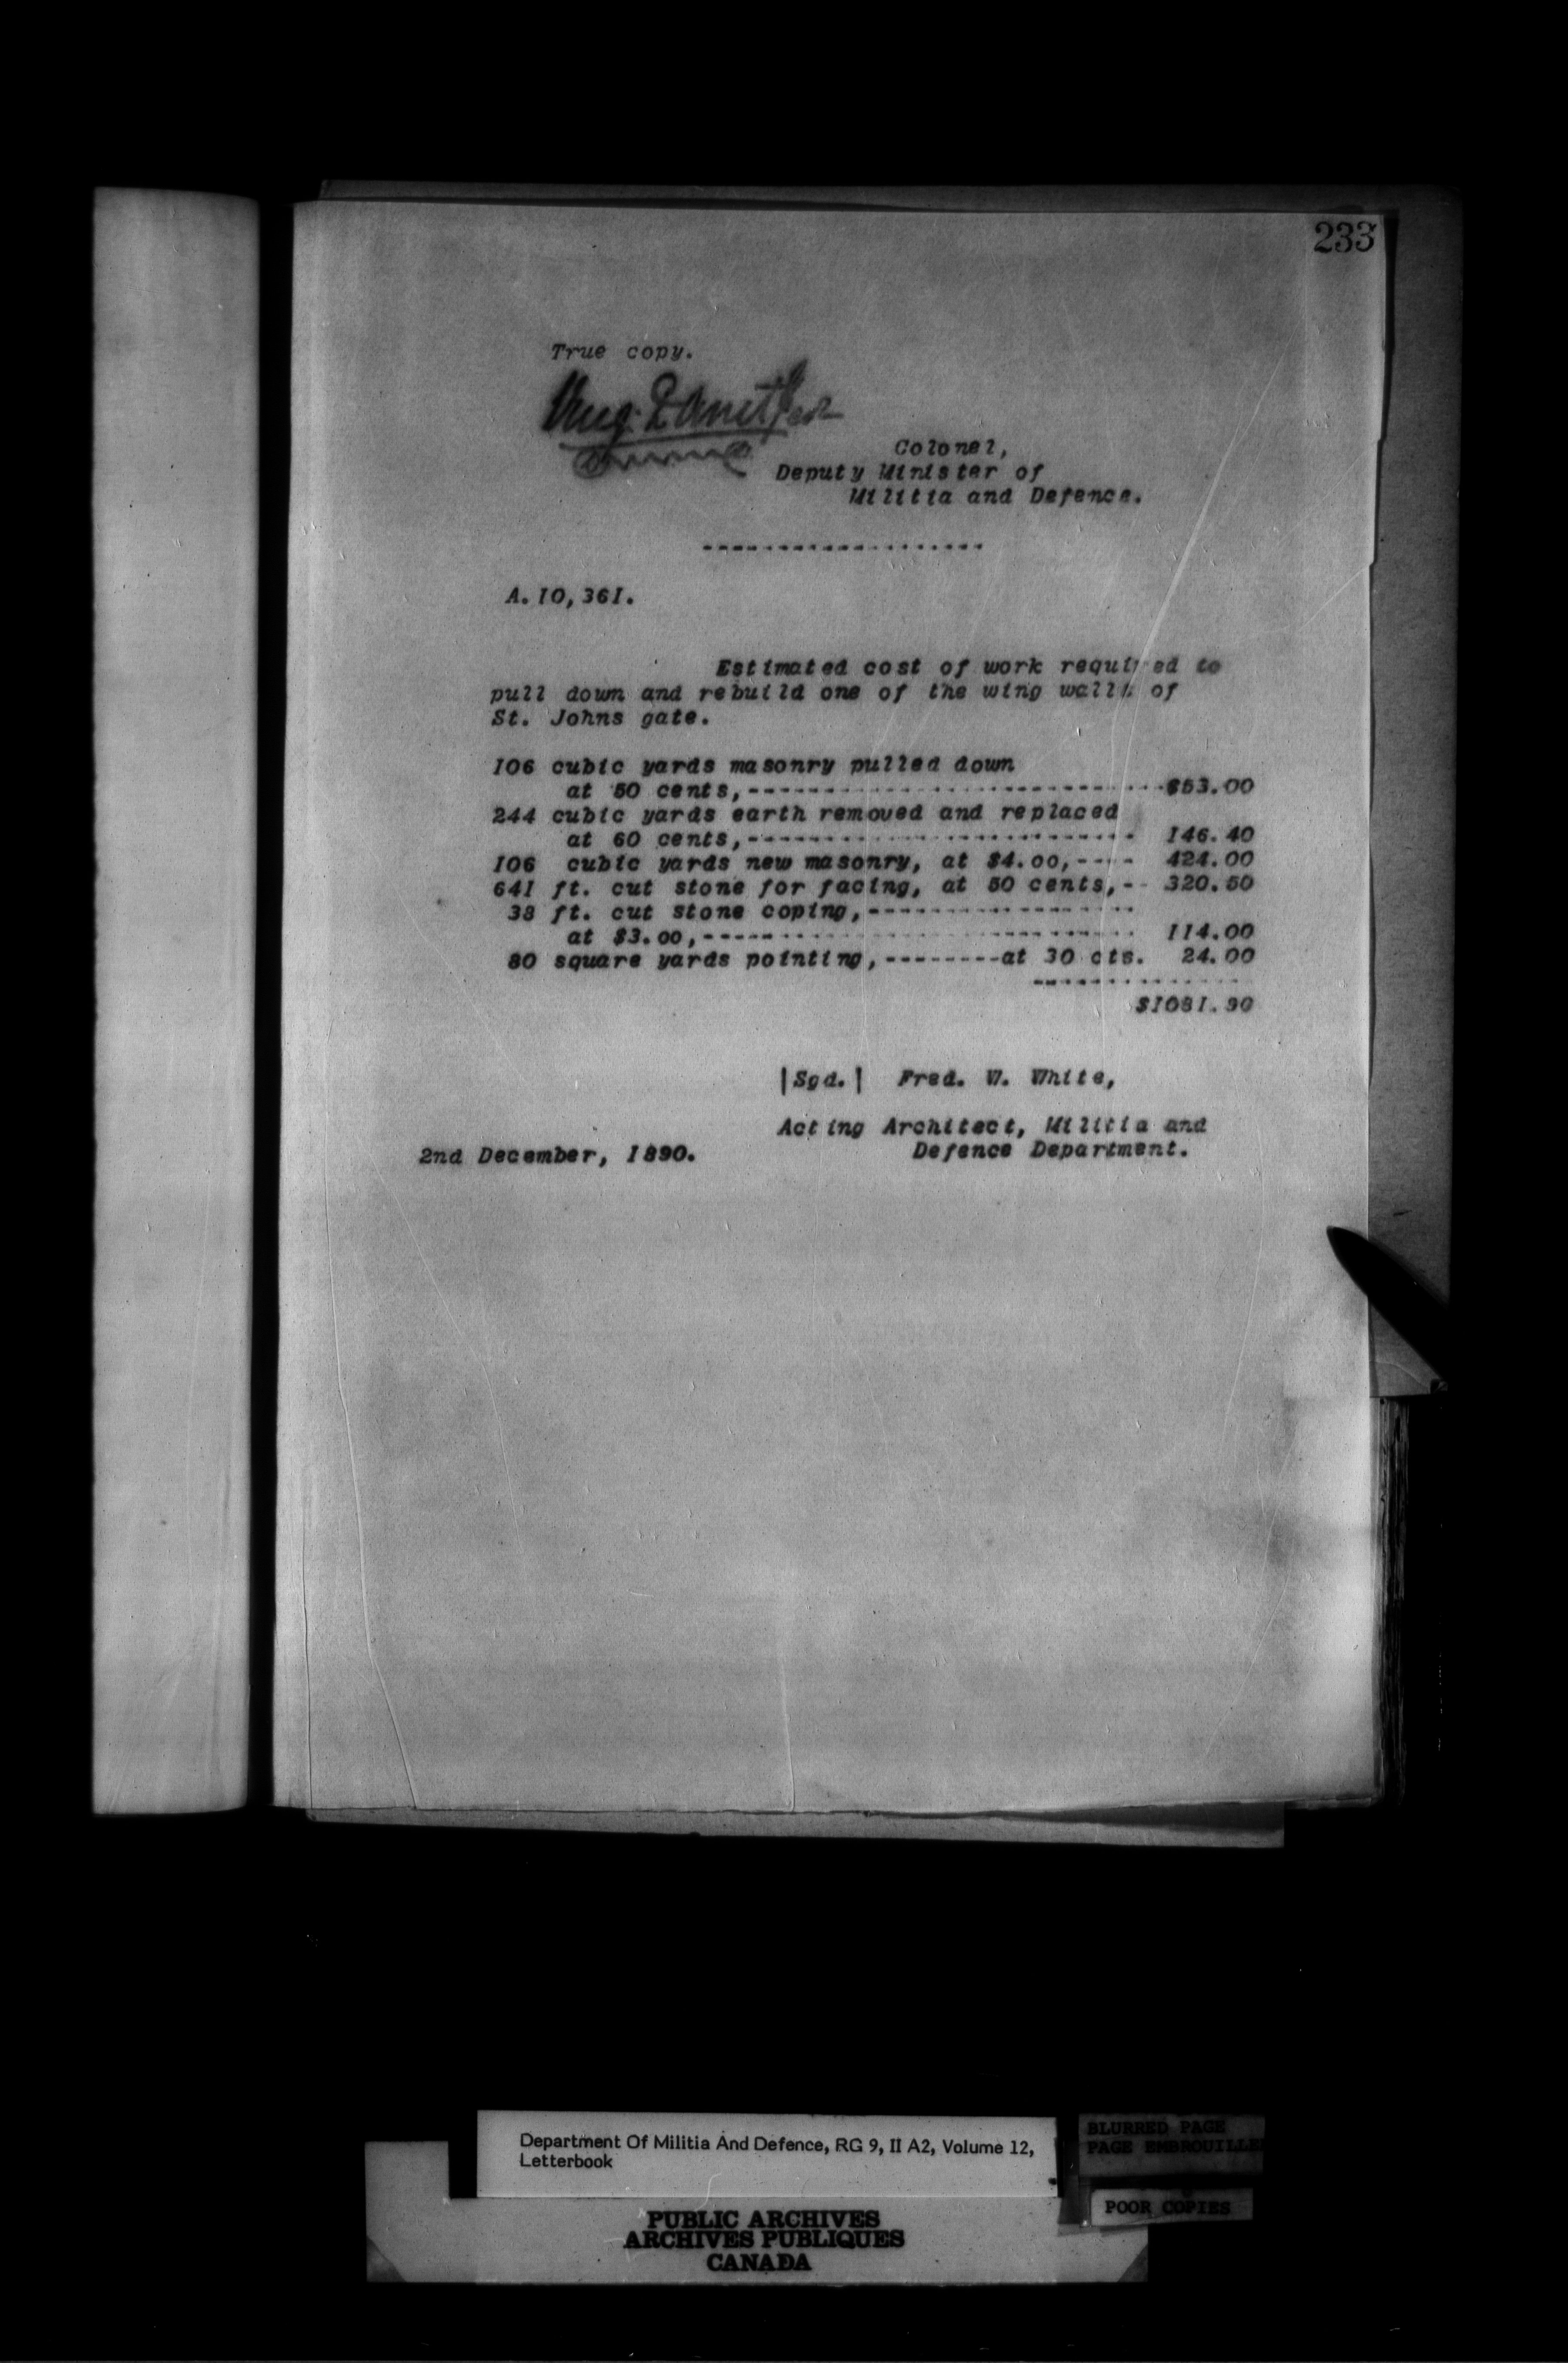 233
True copy.
Colonel,
Deputy Minister of
Militia and Defence.
--------------------
A.10,361.
Estimated cost of work required to
pull down and rebuild one of the wing walls of
St. Johns gate.
106 cubic yards masonry pulled down
at 50 cents,----------------------------$53.00
244 cubic yards earth removed and replaced
at 60 cents,-------------------------- 146.40
106 cubic yards new masonry, at $4.00,---- 424.00
641 ft. cut stone for facing, at 50 cents,-- 320.50
38 ft. cut stone coping,------------------
at $3.00,----------------------------- 114.00
80 square yards pointing,--------at 30 cts. 24.00
---------------
$1081.90
|Sgd.| Fred. W. White,
Acting Architect, Militia and
Defence Department.
2nd December, 1890.
Department Of Militia And Defence, RG 9, II A2, Volume 12,
Letterbook
BLURRED PAGE
PAGE EMBROUILLE
POOR COPIES
PUBLIC ARCHIVES
ARCHIVES PUBLIQUES
CANADA